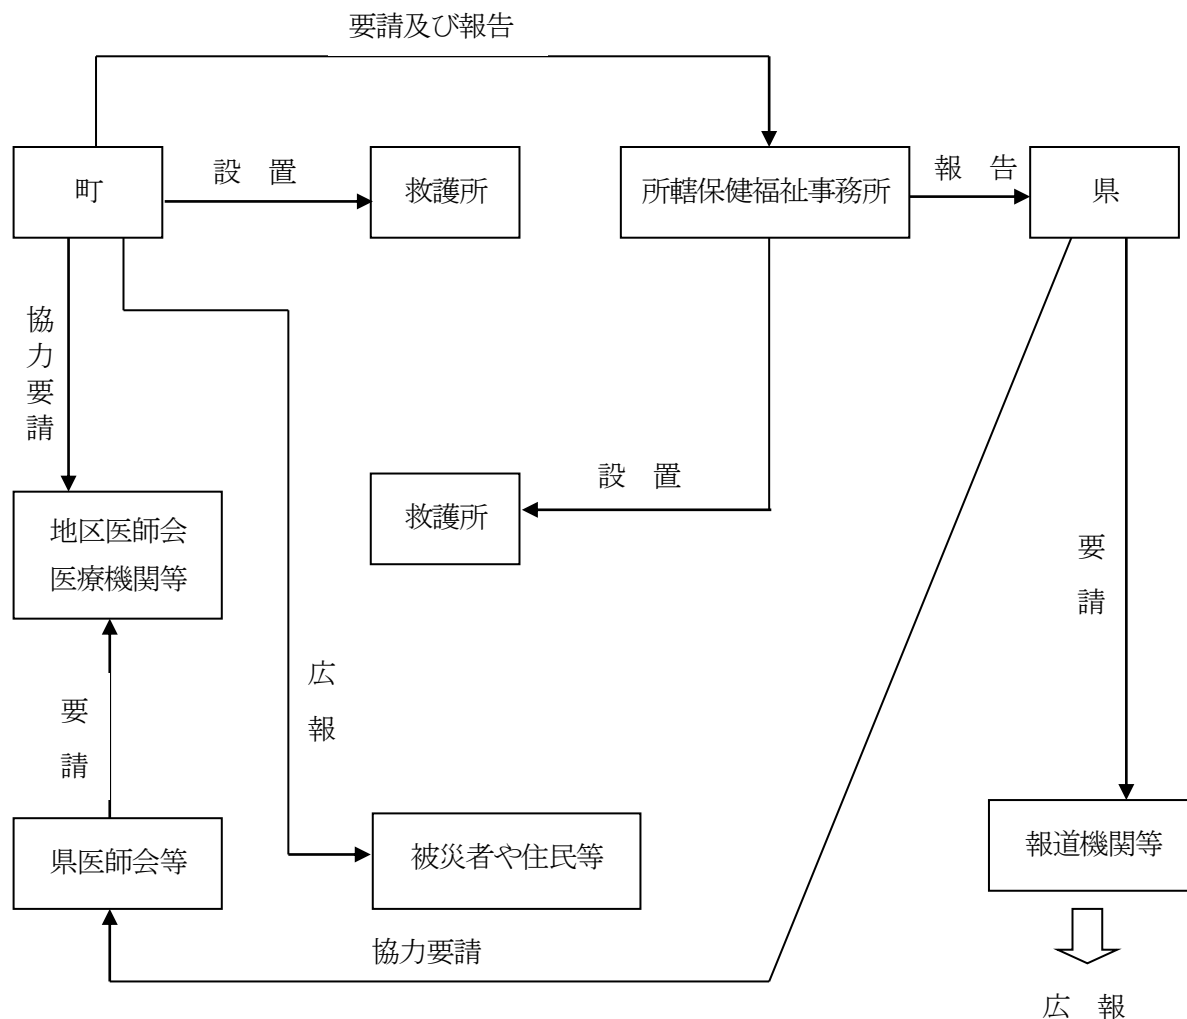 要請及び報告
町
設　置
救護所
所轄保健福祉事務所
報　告
県
協力要請
救護所
設　置
地区医師会
医療機関等
要請
広報
要請
県医師会等
被災者や住民等
報道機関等
協力要請
広　報